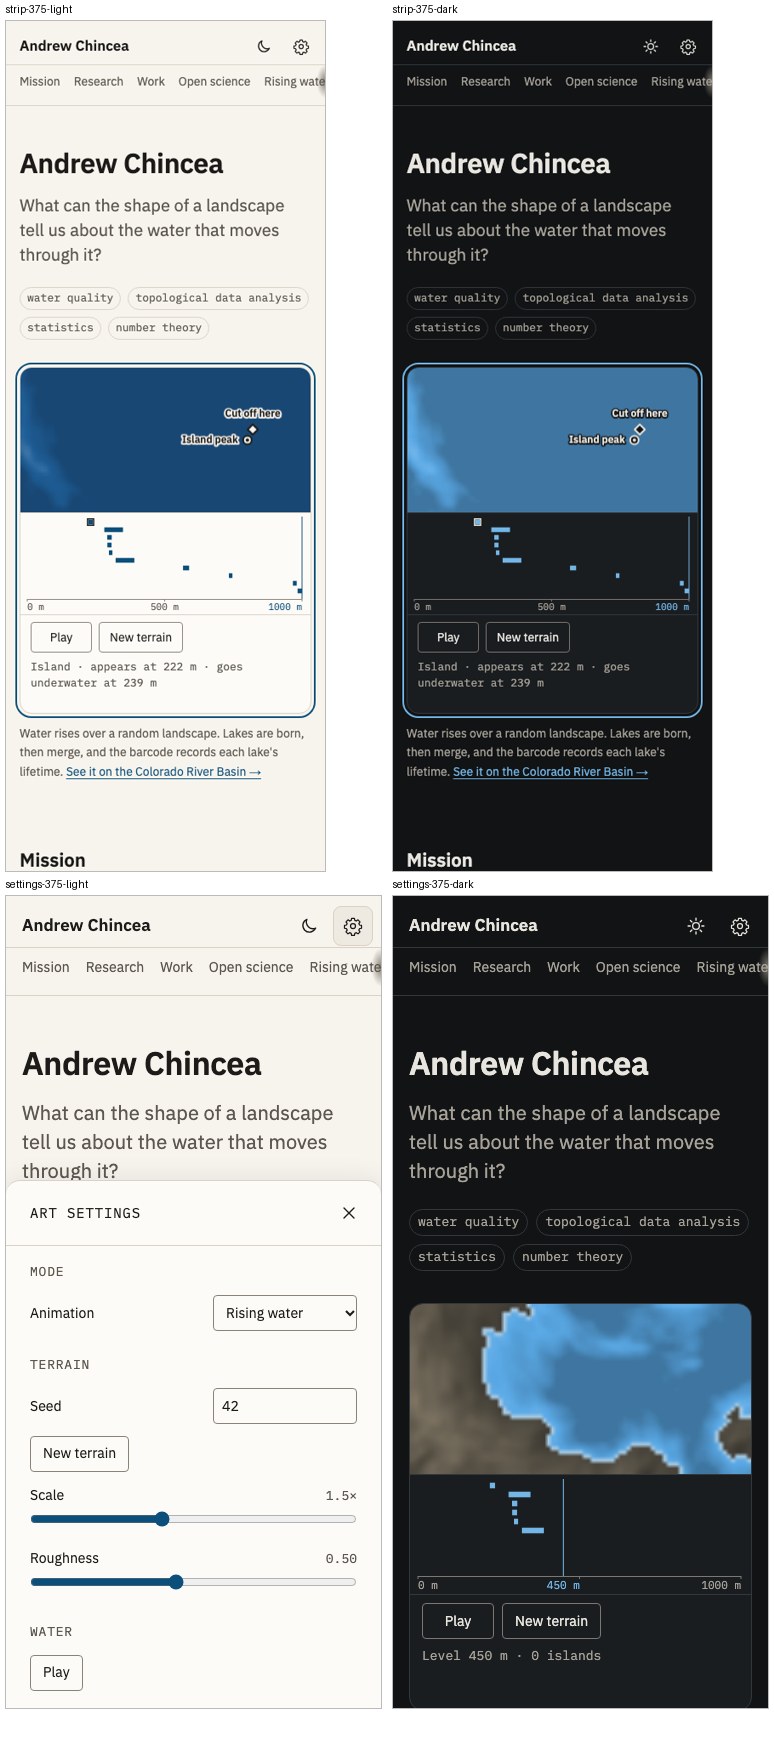 strip-375-light
Andrew Chincea
Mission Research Work Open science Rising wate
Andrew Chincea
What can the shape of a landscape
tell us about the water that moves
through it?
water quality topological data analysis
statistics number theory
Cut off here
Island peak
0 m 500 m 1000 m
Play New terrain
Island · appears at 222 m · goes
underwater at 239 m
Water rises over a random landscape. Lakes are born,
then merge, and the barcode records each lake's
lifetime. See it on the Colorado River Basin →
Mission
strip-375-dark
Andrew Chincea
Mission Research Work Open science Rising wate
Andrew Chincea
What can the shape of a landscape
tell us about the water that moves
through it?
water quality topological data analysis
statistics number theory
Cut off here
Island peak
0 m 500 m 1000 m
Play New terrain
Island · appears at 222 m · goes
underwater at 239 m
Water rises over a random landscape. Lakes are born,
then merge, and the barcode records each lake's
lifetime. See it on the Colorado River Basin →
Mission
settings-375-light
Andrew Chincea
Mission Research Work Open science Rising wate
Andrew Chincea
What can the shape of a landscape
tell us about the water that moves
through it?
ART SETTINGS
MODE
Animation Rising water
TERRAIN
Seed 42
New terrain
Scale 1.5×
Roughness 0.50
WATER
Play
settings-375-dark
Andrew Chincea
Mission Research Work Open science Rising wate
Andrew Chincea
What can the shape of a landscape
tell us about the water that moves
through it?
water quality topological data analysis
statistics number theory
0 m 450 m 1000 m
Play New terrain
Level 450 m · 0 islands